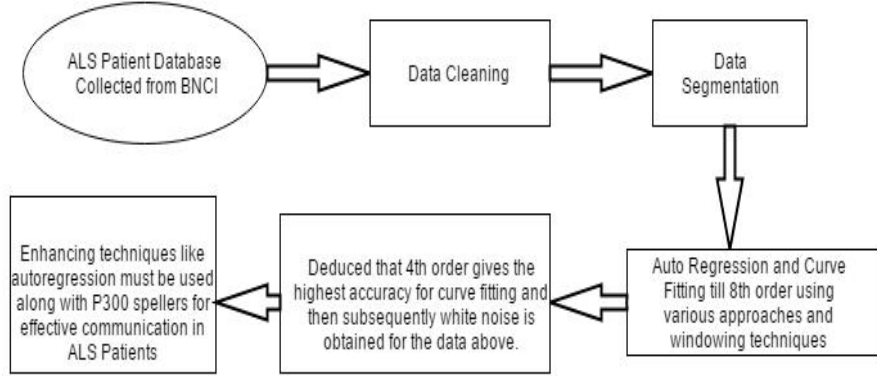 ALS Patient Database
Collected from BNCI
Data Cleaning
Data
Segmentation
Auto Regression and Curve
Fitting till 8th order using
various approaches and
windowing techniques
Deduced that 4th order gives the
highest accuracy for curve fitting and
then subsequently white noise is
obtained for the data above.
Enhancing techniques like
autoregression must be used
along with P300 spellers for
effective communication in
ALS Patients